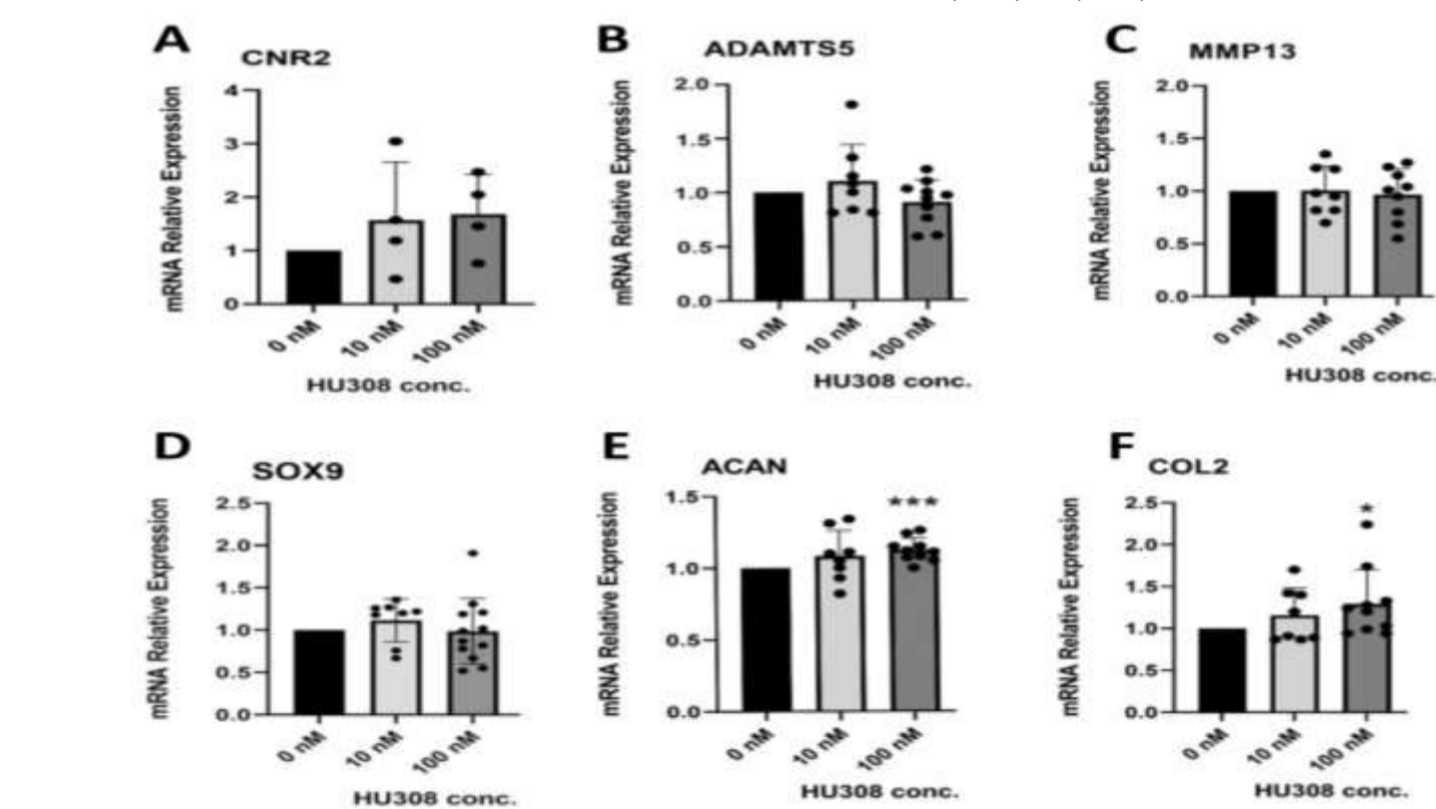 A
CNR2
mRNA Relative Expression
4
3
2
1
0
0 nM
10 nM
100 nM
HU308 conc.
B
ADAMTS5
mRNA Relative Expression
2.0
1.5
1.0
0.5
0.0
0 nM
10 nM
100 nM
HU308 conc.
C
MMP13
mRNA Relative Expression
2.0
1.5
1.0
0.5
0.0
0 nM
10 nM
100 nM
HU308 conc.
D
SOX9
mRNA Relative Expression
2.5
2.0
1.5
1.0
0.5
0.0
0 nM
10 nM
100 nM
HU308 conc.
E
ACAN
mRNA Relative Expression
1.5
1.0
0.5
0.0
***
0 nM
10 nM
100 nM
HU308 conc.
F
COL2
mRNA Relative Expression
2.5
2.0
1.5
1.0
0.5
0.0
*
0 nM
10 nM
100 nM
HU308 conc.